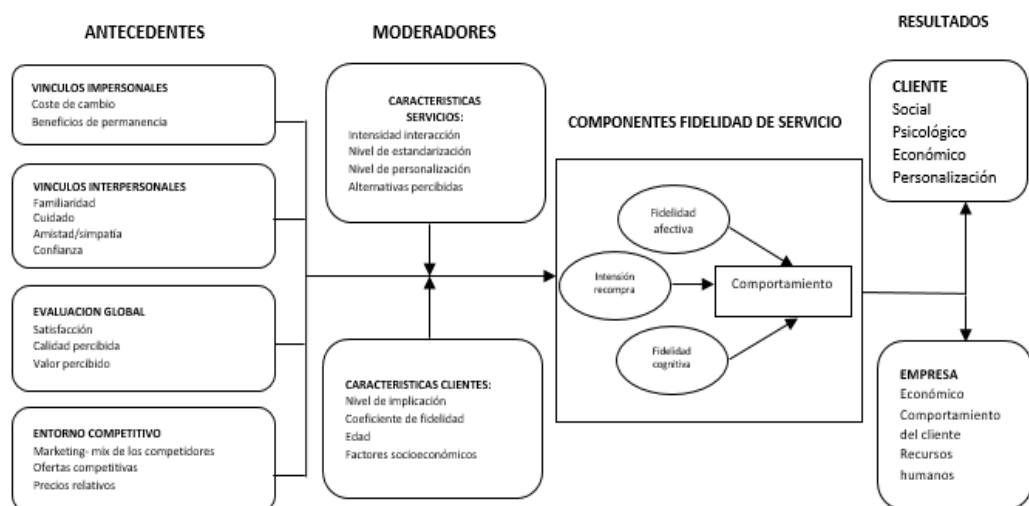 ANTECEDENTES
VINCULOS IMPERSONALES
Coste de cambio
Beneficios de permanencia
VINCULOS INTERPERSONALES
Familiaridad
Cuidado
Amistad/simpatía
Confianza
EVALUACION GLOBAL
Satisfacción
Calidad percibida
Valor percibido
ENTORNO COMPETITIVO
Marketing- mix de los competidores
Ofertas competitivas
Precios relativos
MODERADORES
CARACTERISTICAS
SERVICIOS:
Intensidad interacción
Nivel de estandarización
Nivel de personalización
Alternativas percibidas
CARACTERISTICAS CLIENTES:
Nivel de implicación
Coeficiente de fidelidad
Edad
Factores socioeconómicos
COMPONENTES FIDELIDAD DE SERVICIO
Fidelidad
afectiva
Intensión
recompra
Fidelidad
cognitiva
Comportamiento
RESULTADOS
CLIENTE
Social
Psicológico
Económico
Personalización
EMPRESA
Económico
Comportamiento
del cliente
Recursos
humanos